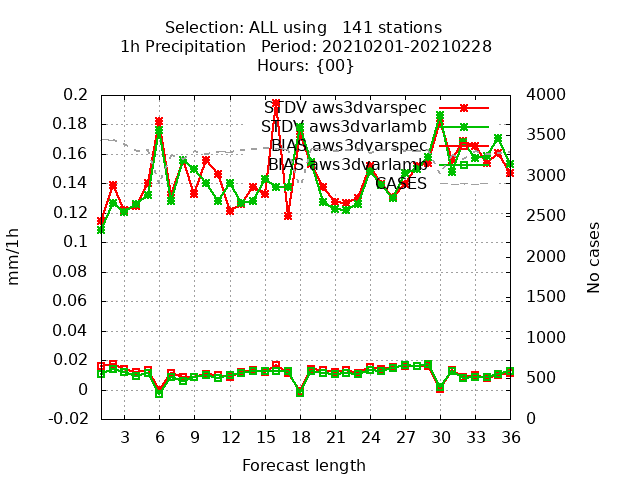 Selection: ALL using   141 stations
1h Precipitation   Period: 20210201-20210228
Hours: {00}
STDV aws3dvarspec
STDV aws3dvarlamb
BIAS aws3dvarspec
BIAS aws3dvarlamb
CASES
mm/1h
0.2
0.18
0.16
0.14
0.12
0.1
0.08
0.06
0.04
0.02
0
-0.02
No cases
4000
3500
3000
2500
2000
1500
1000
500
0
3 6 9 12 15 18 21 24 27 30 33 36
Forecast length